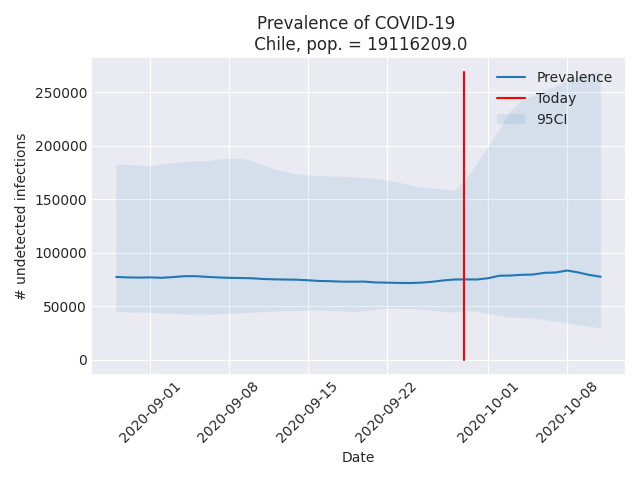 Prevalence of COVID-19
Chile, pop. = 19116209.0
Prevalence
Today
95CI
# undetected infections
250000
200000
150000
100000
50000
0
2020-09-01
2020-09-08
2020-09-15
2020-09-22
2020-10-01
2020-10-08
Date